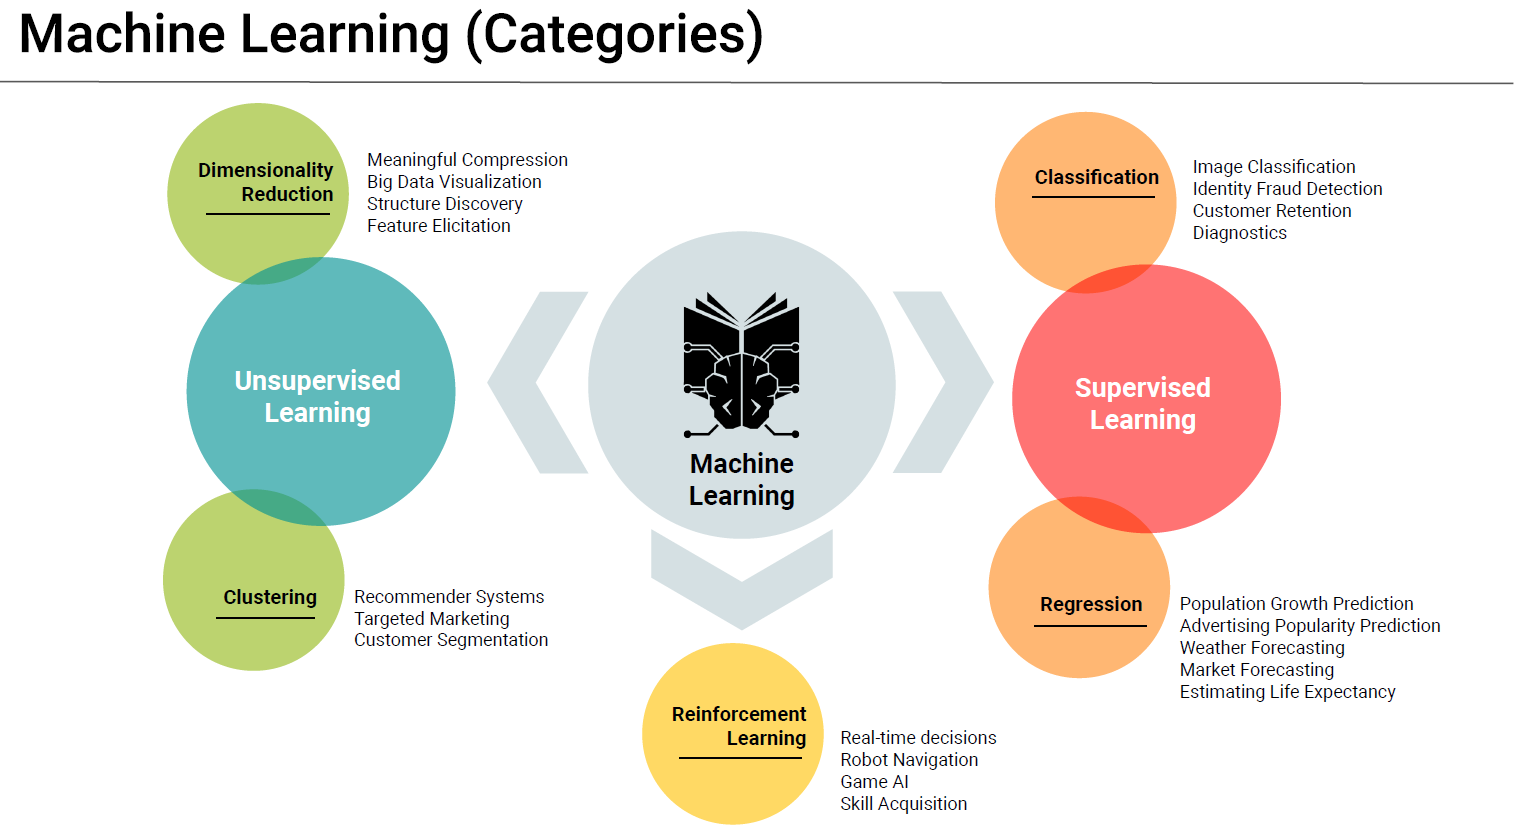 Machine Learning (Categories)
Dimensionality
Reduction
Meaningful Compression
Big Data Visualization
Structure Discovery
Feature Elicitation
Classification
Image Classification
Identity Fraud Detection
Customer Retention
Diagnostics
Unsupervised
Learning
Machine
Learning
Supervised
Learning
Clustering
Recommender Systems
Targeted Marketing
Customer Segmentation
Regression
Population Growth Prediction
Advertising Popularity Prediction
Weather Forecasting
Market Forecasting
Estimating Life Expectancy
Reinforcement
Learning
Real-time decisions
Robot Navigation
Game AI
Skill Acquisition